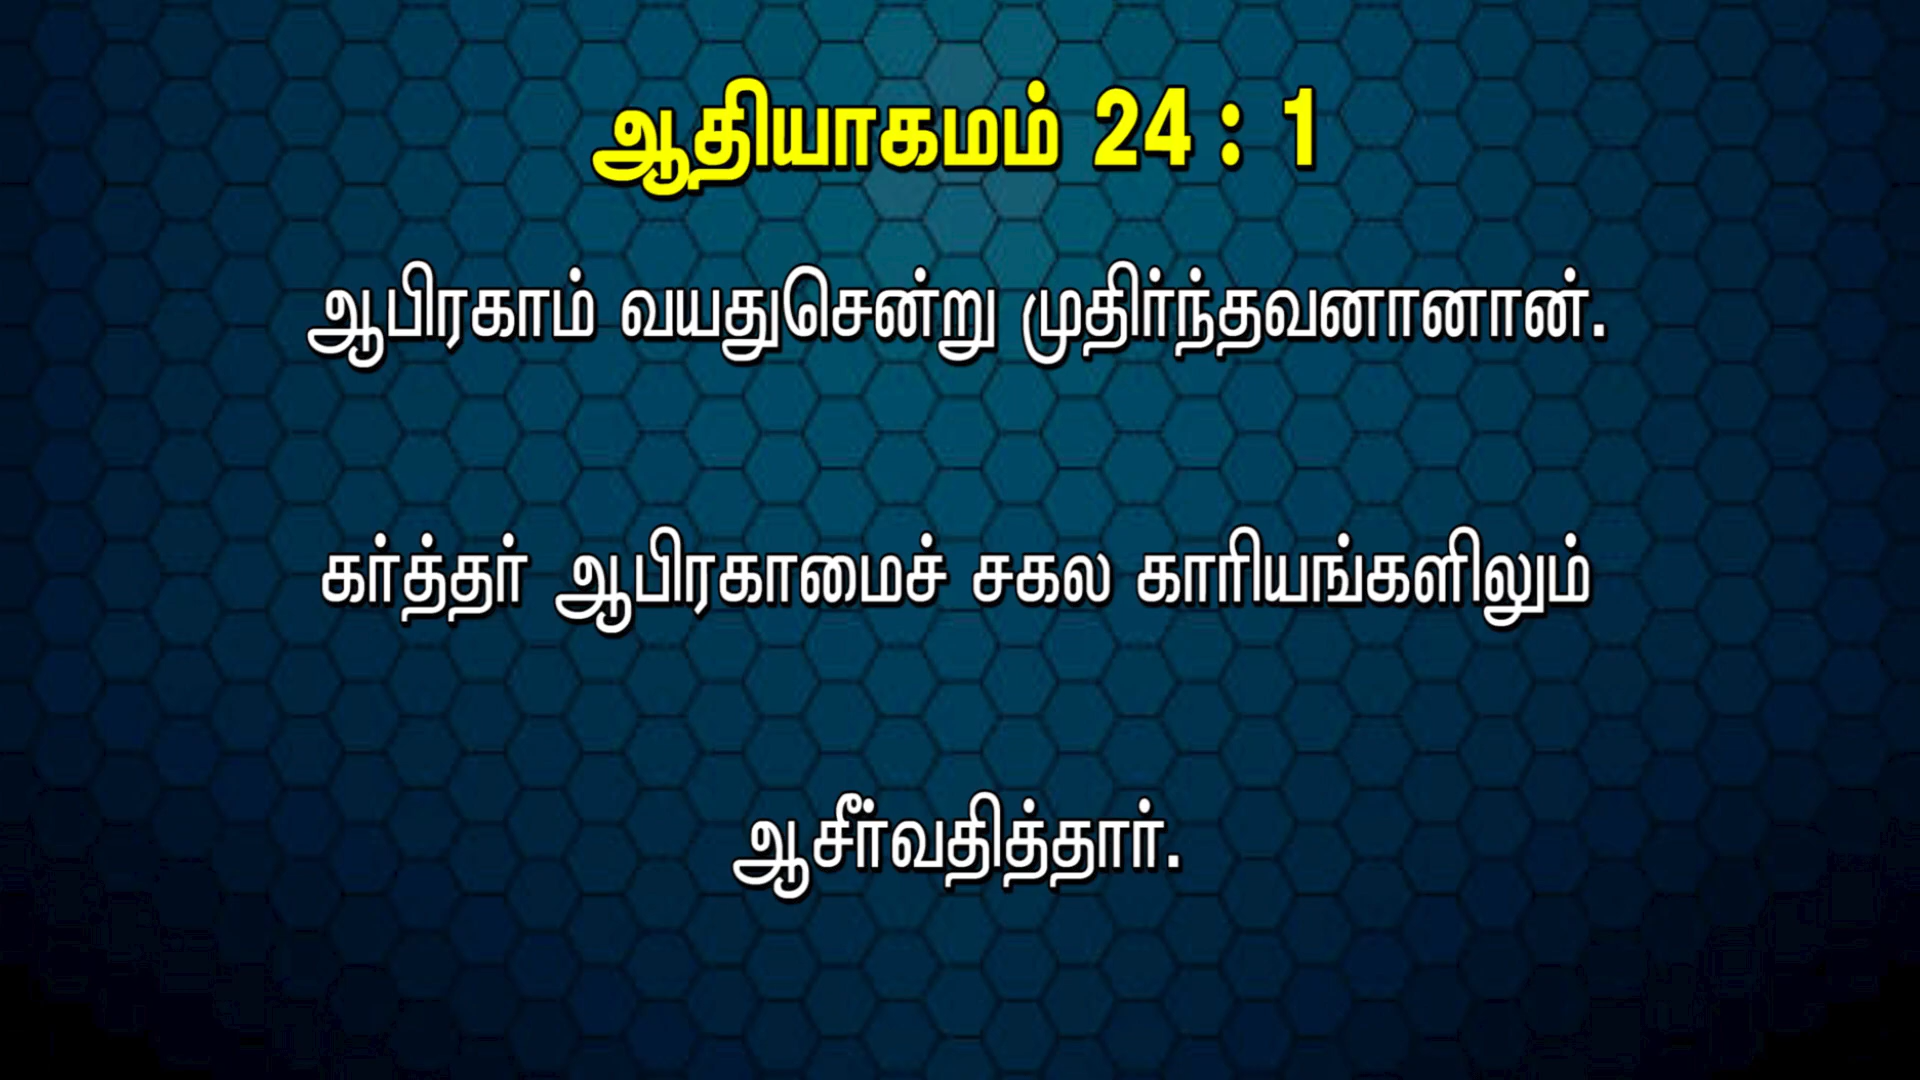 ஆதியாகமம் 24 : 1
ஆபிரகாம் வயதுசென்று முதிர்ந்தவனானான்.
கர்த்தர் ஆபிரகாமைச் சகல காரியங்களிலும்
ஆசீர்வதித்தார்.